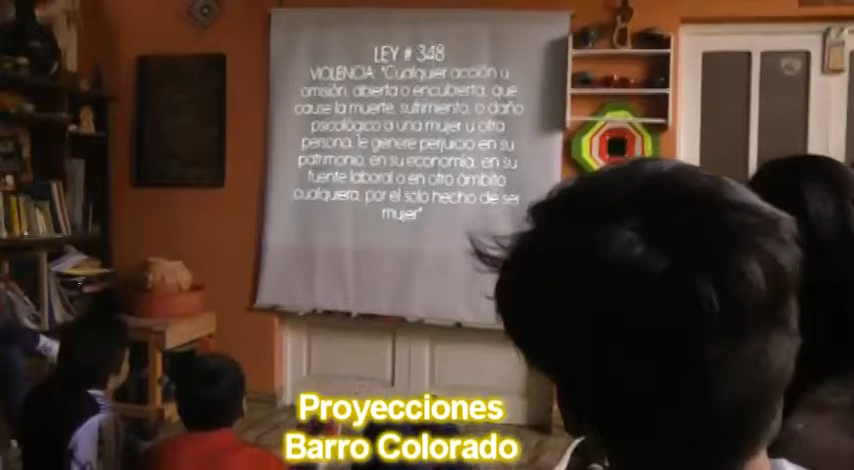 LEY # 348
VIOLENCIA: "Cualquier acción u
omisión, abierta o encubierta, que
cause la muerte, sufrimiento, o daño
psicológico a una mujer u otra
persona, le genere perjuicio en su
patrimonio, en su economía, en su
fuente laboral o en otro ámbito
cualquiera, por el solo hecho de ser
mujer"
Proyecciones
Barro Colorado